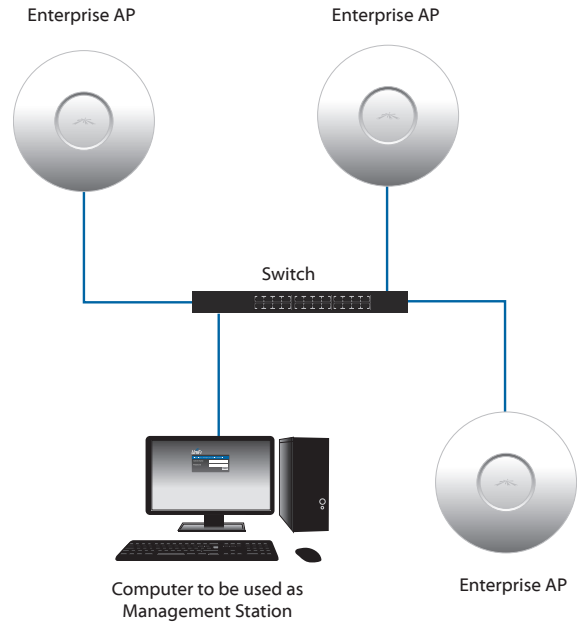 Enterprise AP
Enterprise AP
Switch
Computer to be used as
Management Station
Enterprise AP